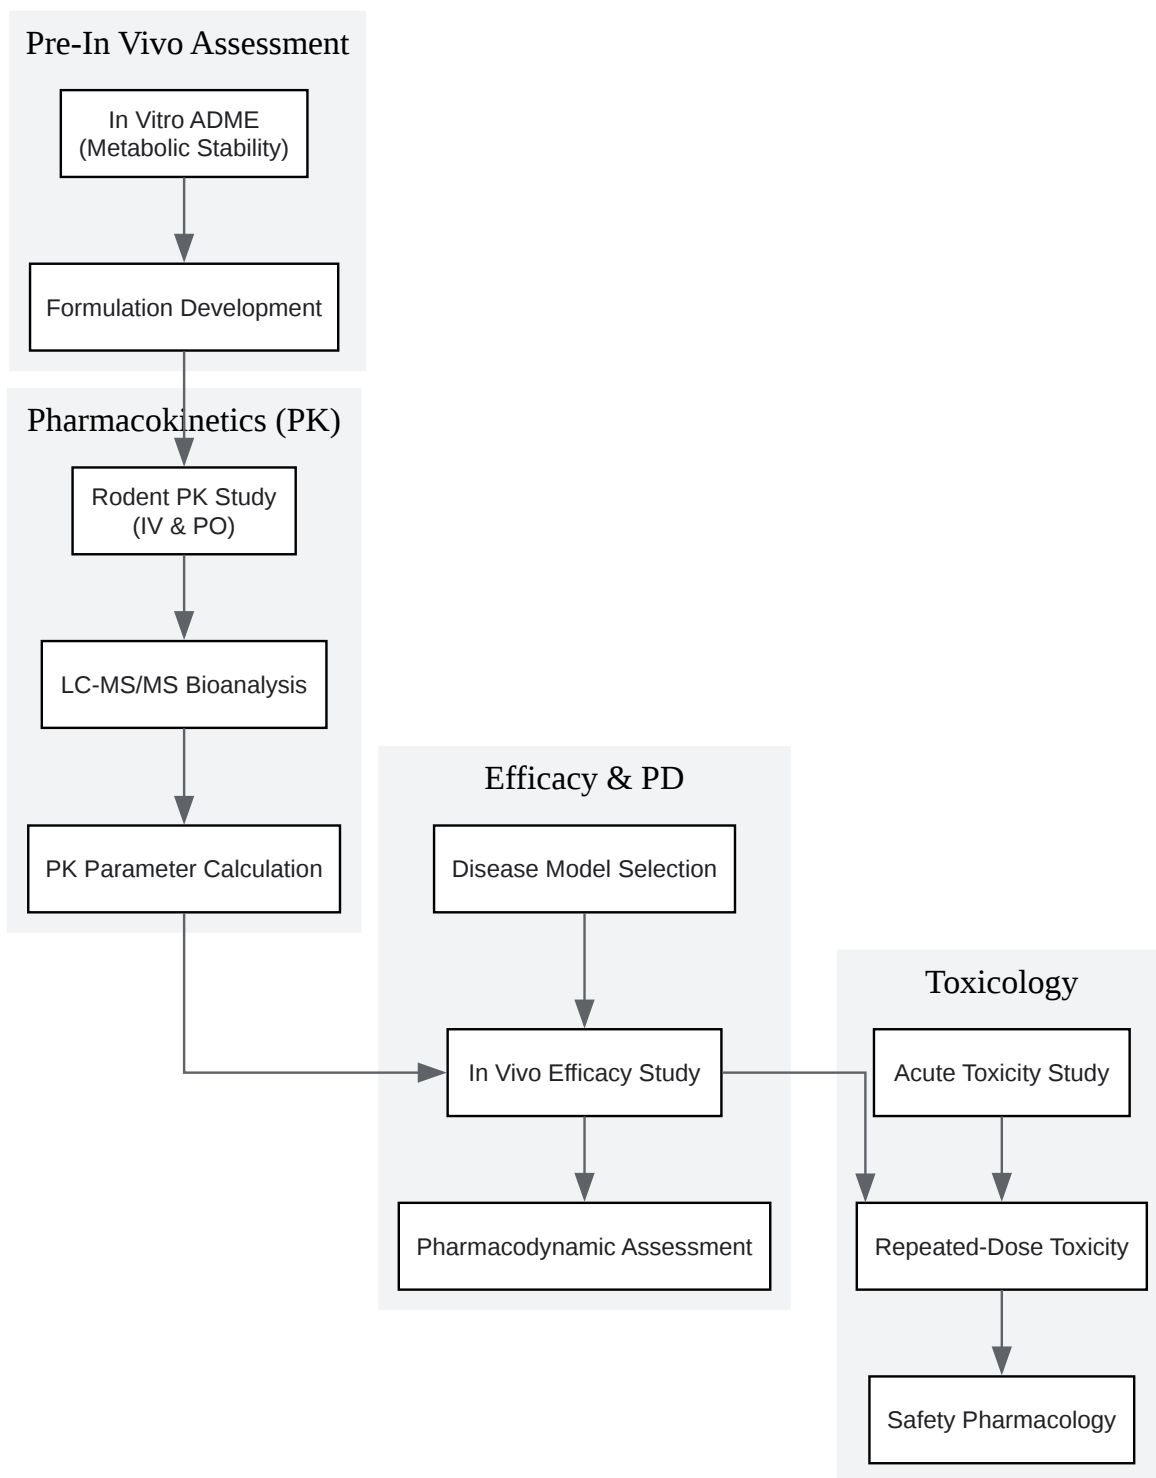 Pre-In Vivo Assessment
In Vitro ADME
(Metabolic Stability)
Formulation Development
Pharmacokinetics (PK)
Rodent PK Study
(IV & PO)
LC-MS/MS Bioanalysis
PK Parameter Calculation
Efficacy & PD
Disease Model Selection
In Vivo Efficacy Study
Pharmacodynamic Assessment
Toxicology
Acute Toxicity Study
Repeated-Dose Toxicity
Safety Pharmacology